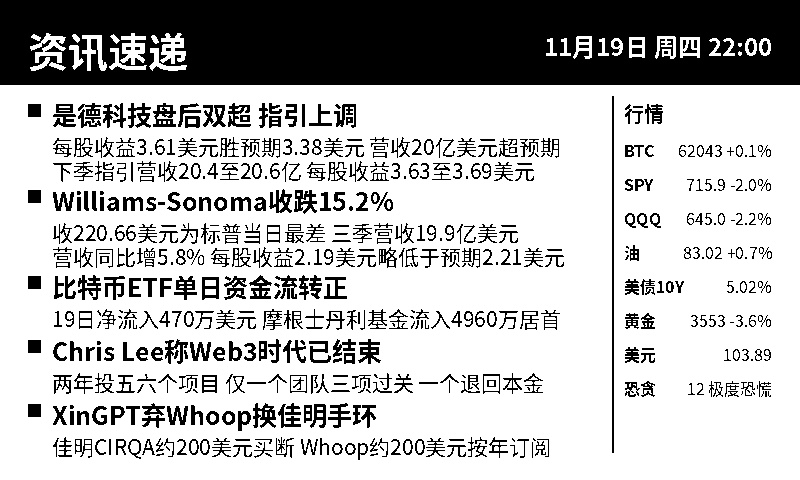 资讯速递
11月19日 周四 22:00
是德科技盘后双超 指引上调
每股收益3.61美元胜预期3.38美元 营收20亿美元超预期
下季指引营收20.4至20.6亿 每股收益3.63至3.69美元
Williams-Sonoma收跌15.2%
收220.66美元为标普当日最差 三季营收19.9亿美元
营收同比增5.8% 每股收益2.19美元略低于预期2.21美元
比特币ETF单日资金流转正
19日净流入470万美元 摩根士丹利基金流入4960万居首
Chris Lee称Web3时代已结束
两年投五六个项目 仅一个团队三项过关 一个退回本金
XinGPT弃Whoop换佳明手环
佳明CIRQA约200美元买断 Whoop约200美元按年订阅
行情
BTC 62043 +0.1%
SPY 715.9 -2.0%
QQQ 645.0 -2.2%
油 83.02 +0.7%
美债10Y 5.02%
黄金 3553 -3.6%
美元 103.89
恐贪 12 极度恐慌